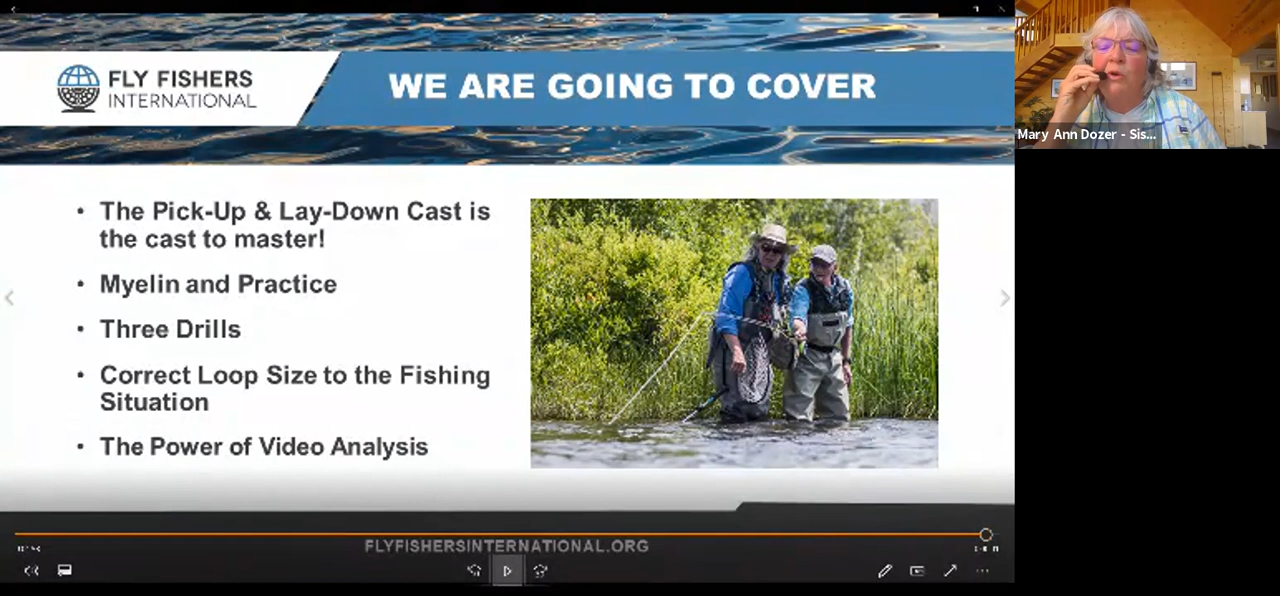 FLY FISHERS
INTERNATIONAL
WE ARE GOING TO COVER
Mary Ann Dozer - Sis...
• The Pick-Up & Lay-Down Cast is
the cast to master!
• Myelin and Practice
• Three Drills
• Correct Loop Size to the Fishing
Situation
• The Power of Video Analysis
FLYFISHERSINTERNATIONAL.ORG